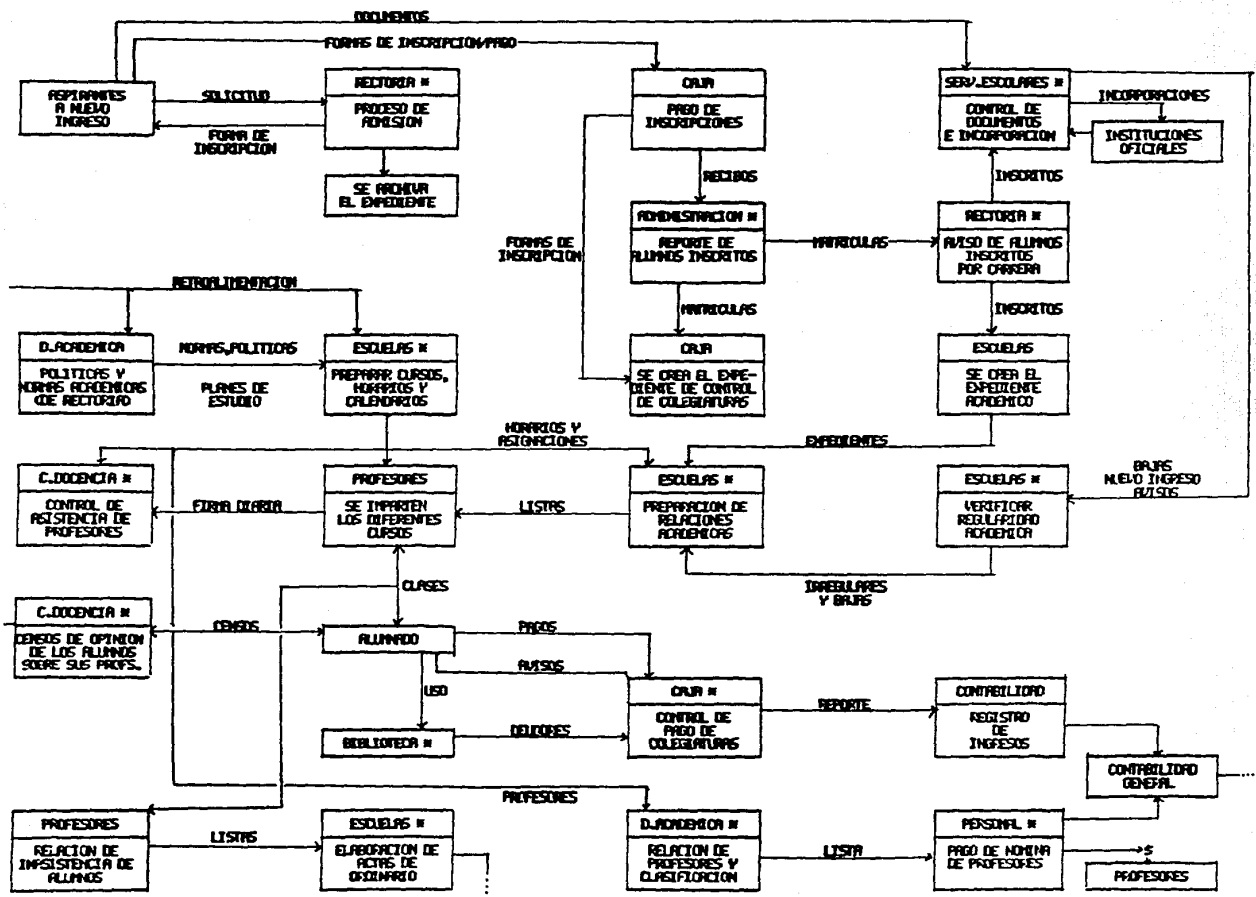 DOCUMENTOS
FORMAS DE INSCRIPCION/PAGO
ASPIRANTES
A NUEVO
INGRESO
SOLICITUD
FORMA DE
INSCRIPCION
RECTORIA *
PROCESO DE
ADMISION
SE ARCHIVA
EL EXPEDIENTE
CAJA
PAGO DE
INSCRIPCIONES
RECIBOS
SERV.ESCOLARES *
CONTROL DE
DOCUMENTOS
E INCORPORACION
INCORPORACIONES
INSTITUCIONES
OFICIALES
INSCRITOS
FORMAS DE
INSCRIPCION
ADMINISTRACION *
REPORTE DE
ALUMNOS INSCRITOS
MATRICULAS
RECTORIA *
AVISO DE ALUMNOS
INSCRITOS
POR CARRERA
MATRICULAS
INSCRITOS
RETROALIMENTACION
D.ACADEMICA
POLITICAS Y
NORMAS ACADEMICAS
(DE RECTORIA)
NORMAS,POLITICAS
PLANES DE
ESTUDIO
ESCUELAS *
PREPARAR CURSOS,
HORARIOS Y
CALENDARIOS
CAJA
SE CREA EL EXPE-
DIENTE DE CONTROL
DE COLEGIATURAS
ESCUELAS
SE CREA EL
EXPEDIENTE
ACADEMICO
HORARIOS Y
ASIGNACIONES
EXPEDIENTES
BAJAS
NUEVO INGRESO
AVISOS
C.DOCENCIA *
CONTROL DE
ASISTENCIA DE
PROFESORES
FIRMA DIARIA
PROFESORES
SE IMPARTEN
LOS DIFERENTES
CURSOS
LISTAS
ESCUELAS *
PREPARACION DE
RELACIONES
ACADEMICAS
ESCUELAS *
VERIFICAR
REGULARIDAD
ACADEMICA
IRREGULARES
Y BAJAS
CLASES
C.DOCENCIA *
CENSOS DE OPINION
DE LOS ALUMNOS
SOBRE SUS PROFS.
CENSOS
ALUMNADO
PAGOS
AVISOS
USO
BIBLIOTECA *
DEUDORES
CAJA *
CONTROL DE
PAGO DE
COLEGIATURAS
REPORTE
CONTABILIDAD
REGISTRO
DE
INGRESOS
CONTABILIDAD
GENERAL
PROFESORES
PROFESORES
RELACION DE
INASISTENCIA DE
ALUMNOS
LISTAS
ESCUELAS *
ELABORACION DE
ACTAS DE
ORDINARIO
D.ACADEMICA *
RELACION DE
PROFESORES Y
CLASIFICACION
LISTA
PERSONAL *
PAGO DE NOMINA
DE PROFESORES
$
PROFESORES